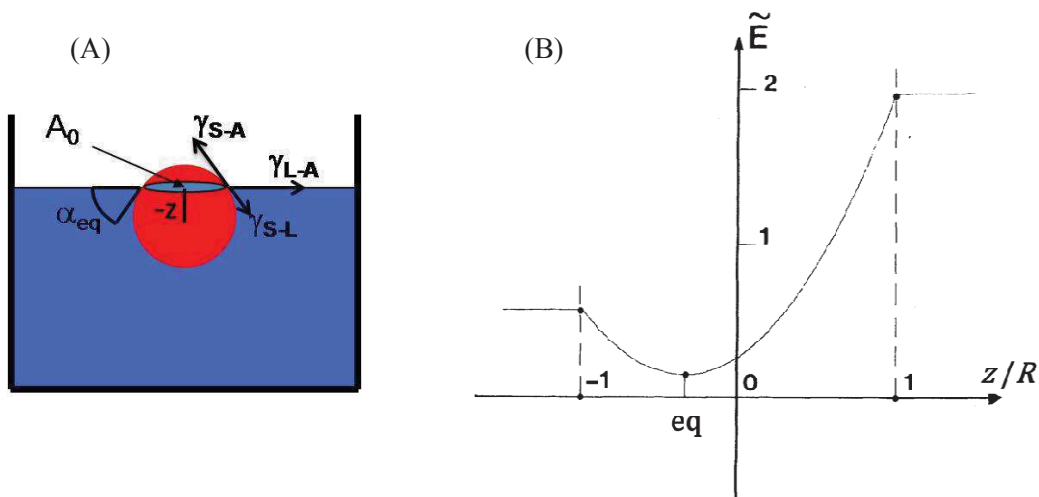 (A)
A₀
γS-A
γL-A
αeq
-z
γS-L
(B)
Ẽ
2
1
-1
0
1
z/R
eq